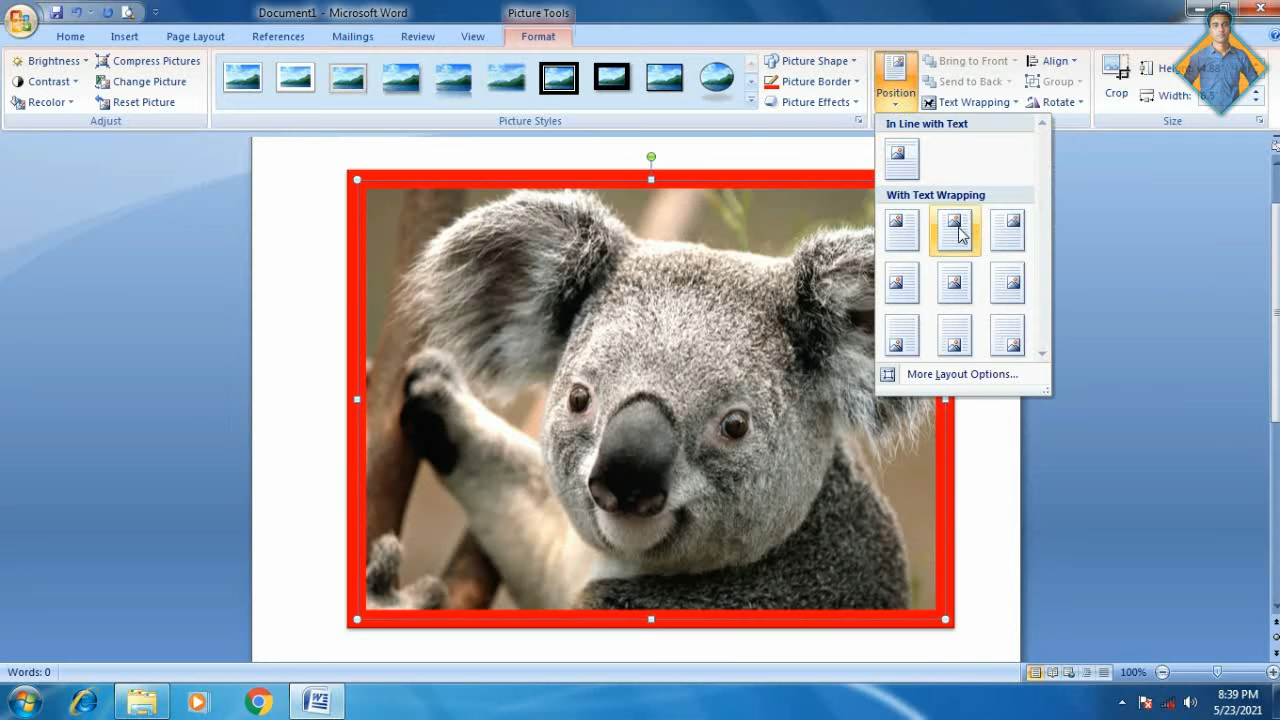 Document1 - Microsoft Word
Picture Tools
Home Insert Page Layout References Mailings Review View Format
Brightness Compress Pictures Picture Shape Position Bring to Front Align Crop
Contrast Change Picture Picture Border Send to Back Group Width:
Recolor Reset Picture Picture Effects Text Wrapping Rotate
Adjust Picture Styles Size
In Line with Text
With Text Wrapping
More Layout Options...
Words: 0 100%
8:39 PM
5/23/2021